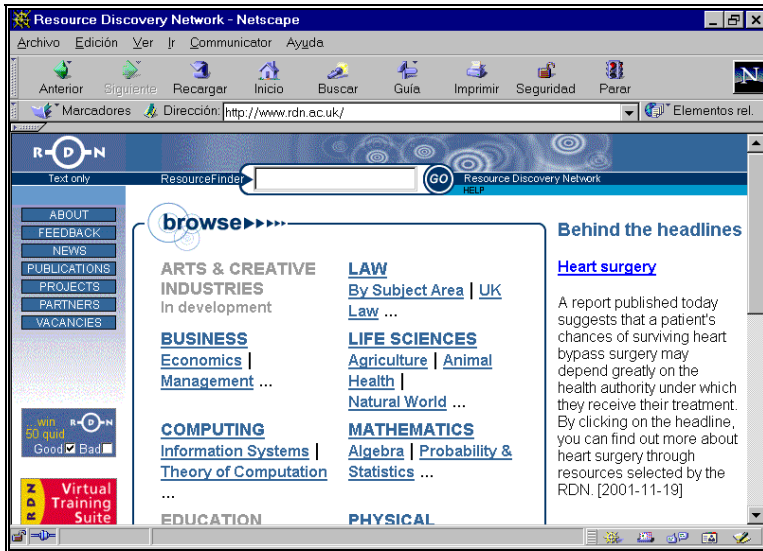 Resource Discovery Network - Netscape
Archivo Edición Ver Ir Communicator Ayuda
Anterior Siguiente Recargar Inicio Buscar Guía Imprimir Seguridad Parar
N
Marcadores Dirección: http://www.rdn.ac.uk/ Elementos rel.
R-D-N
Text only ResourceFinder GO Resource Discovery Network
HELP
ABOUT
FEEDBACK
NEWS
PUBLICATIONS
PROJECTS
PARTNERS
VACANCIES
...win R-D-N
50 quid
Good Bad
RDN Virtual
Training
Suite
browse
ARTS & CREATIVE
INDUSTRIES
In development
BUSINESS
Economics |
Management ...
COMPUTING
Information Systems |
Theory of Computation
...
EDUCATION
LAW
By Subject Area | UK
Law ...
LIFE SCIENCES
Agriculture | Animal
Health |
Natural World ...
MATHEMATICS
Algebra | Probability &
Statistics ...
PHYSICAL
Behind the headlines
Heart surgery
A report published today
suggests that a patient's
chances of surviving heart
bypass surgery may
depend greatly on the
health authority under which
they receive their treatment.
By clicking on the headline,
you can find out more about
heart surgery through
resources selected by the
RDN. [2001-11-19]